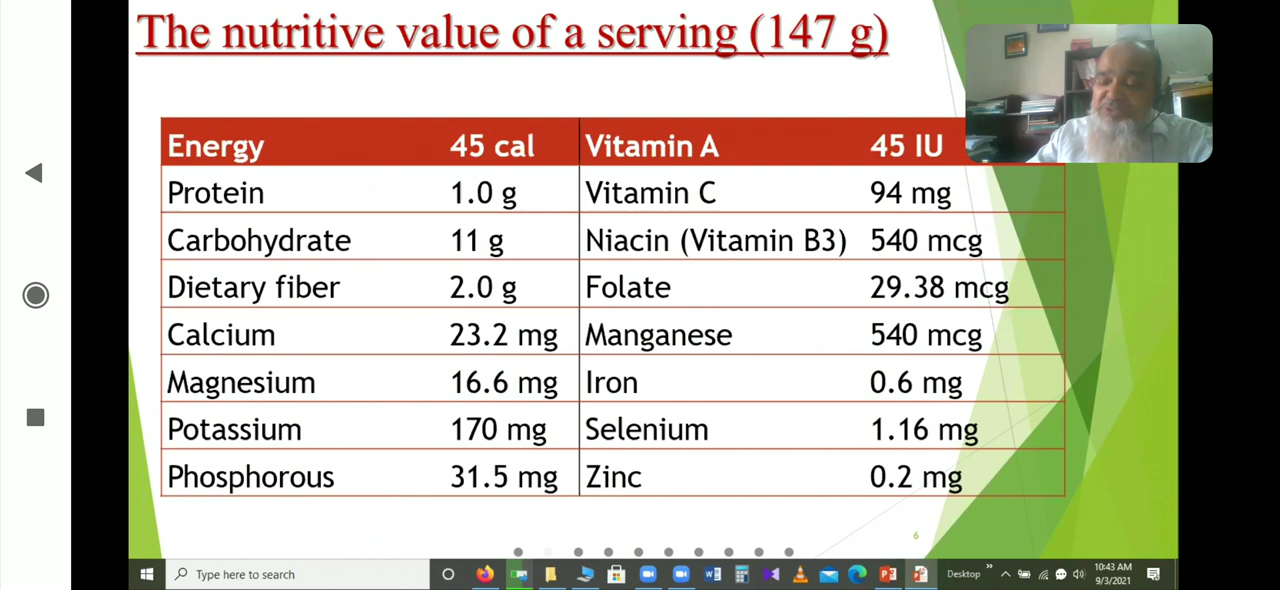 The nutritive value of a serving (147 g)
Energy 45 cal Vitamin A 45 IU
Protein 1.0 g Vitamin C 94 mg
Carbohydrate 11 g Niacin (Vitamin B3) 540 mcg
Dietary fiber 2.0 g Folate 29.38 mcg
Calcium 23.2 mg Manganese 540 mcg
Magnesium 16.6 mg Iron 0.6 mg
Potassium 170 mg Selenium 1.16 mg
Phosphorous 31.5 mg Zinc 0.2 mg
6
Type here to search
Desktop
10:43 AM
9/3/2021